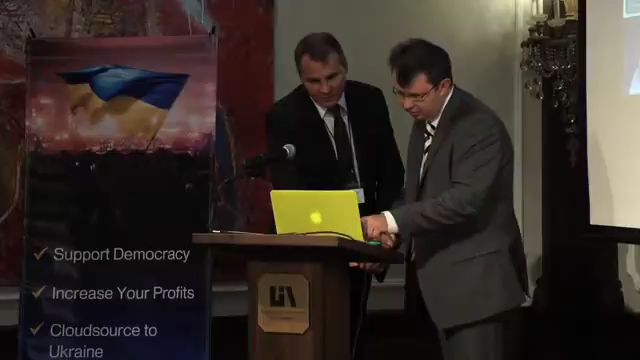 Support Democracy
Increase Your Profits
Cloudsource to
Ukraine